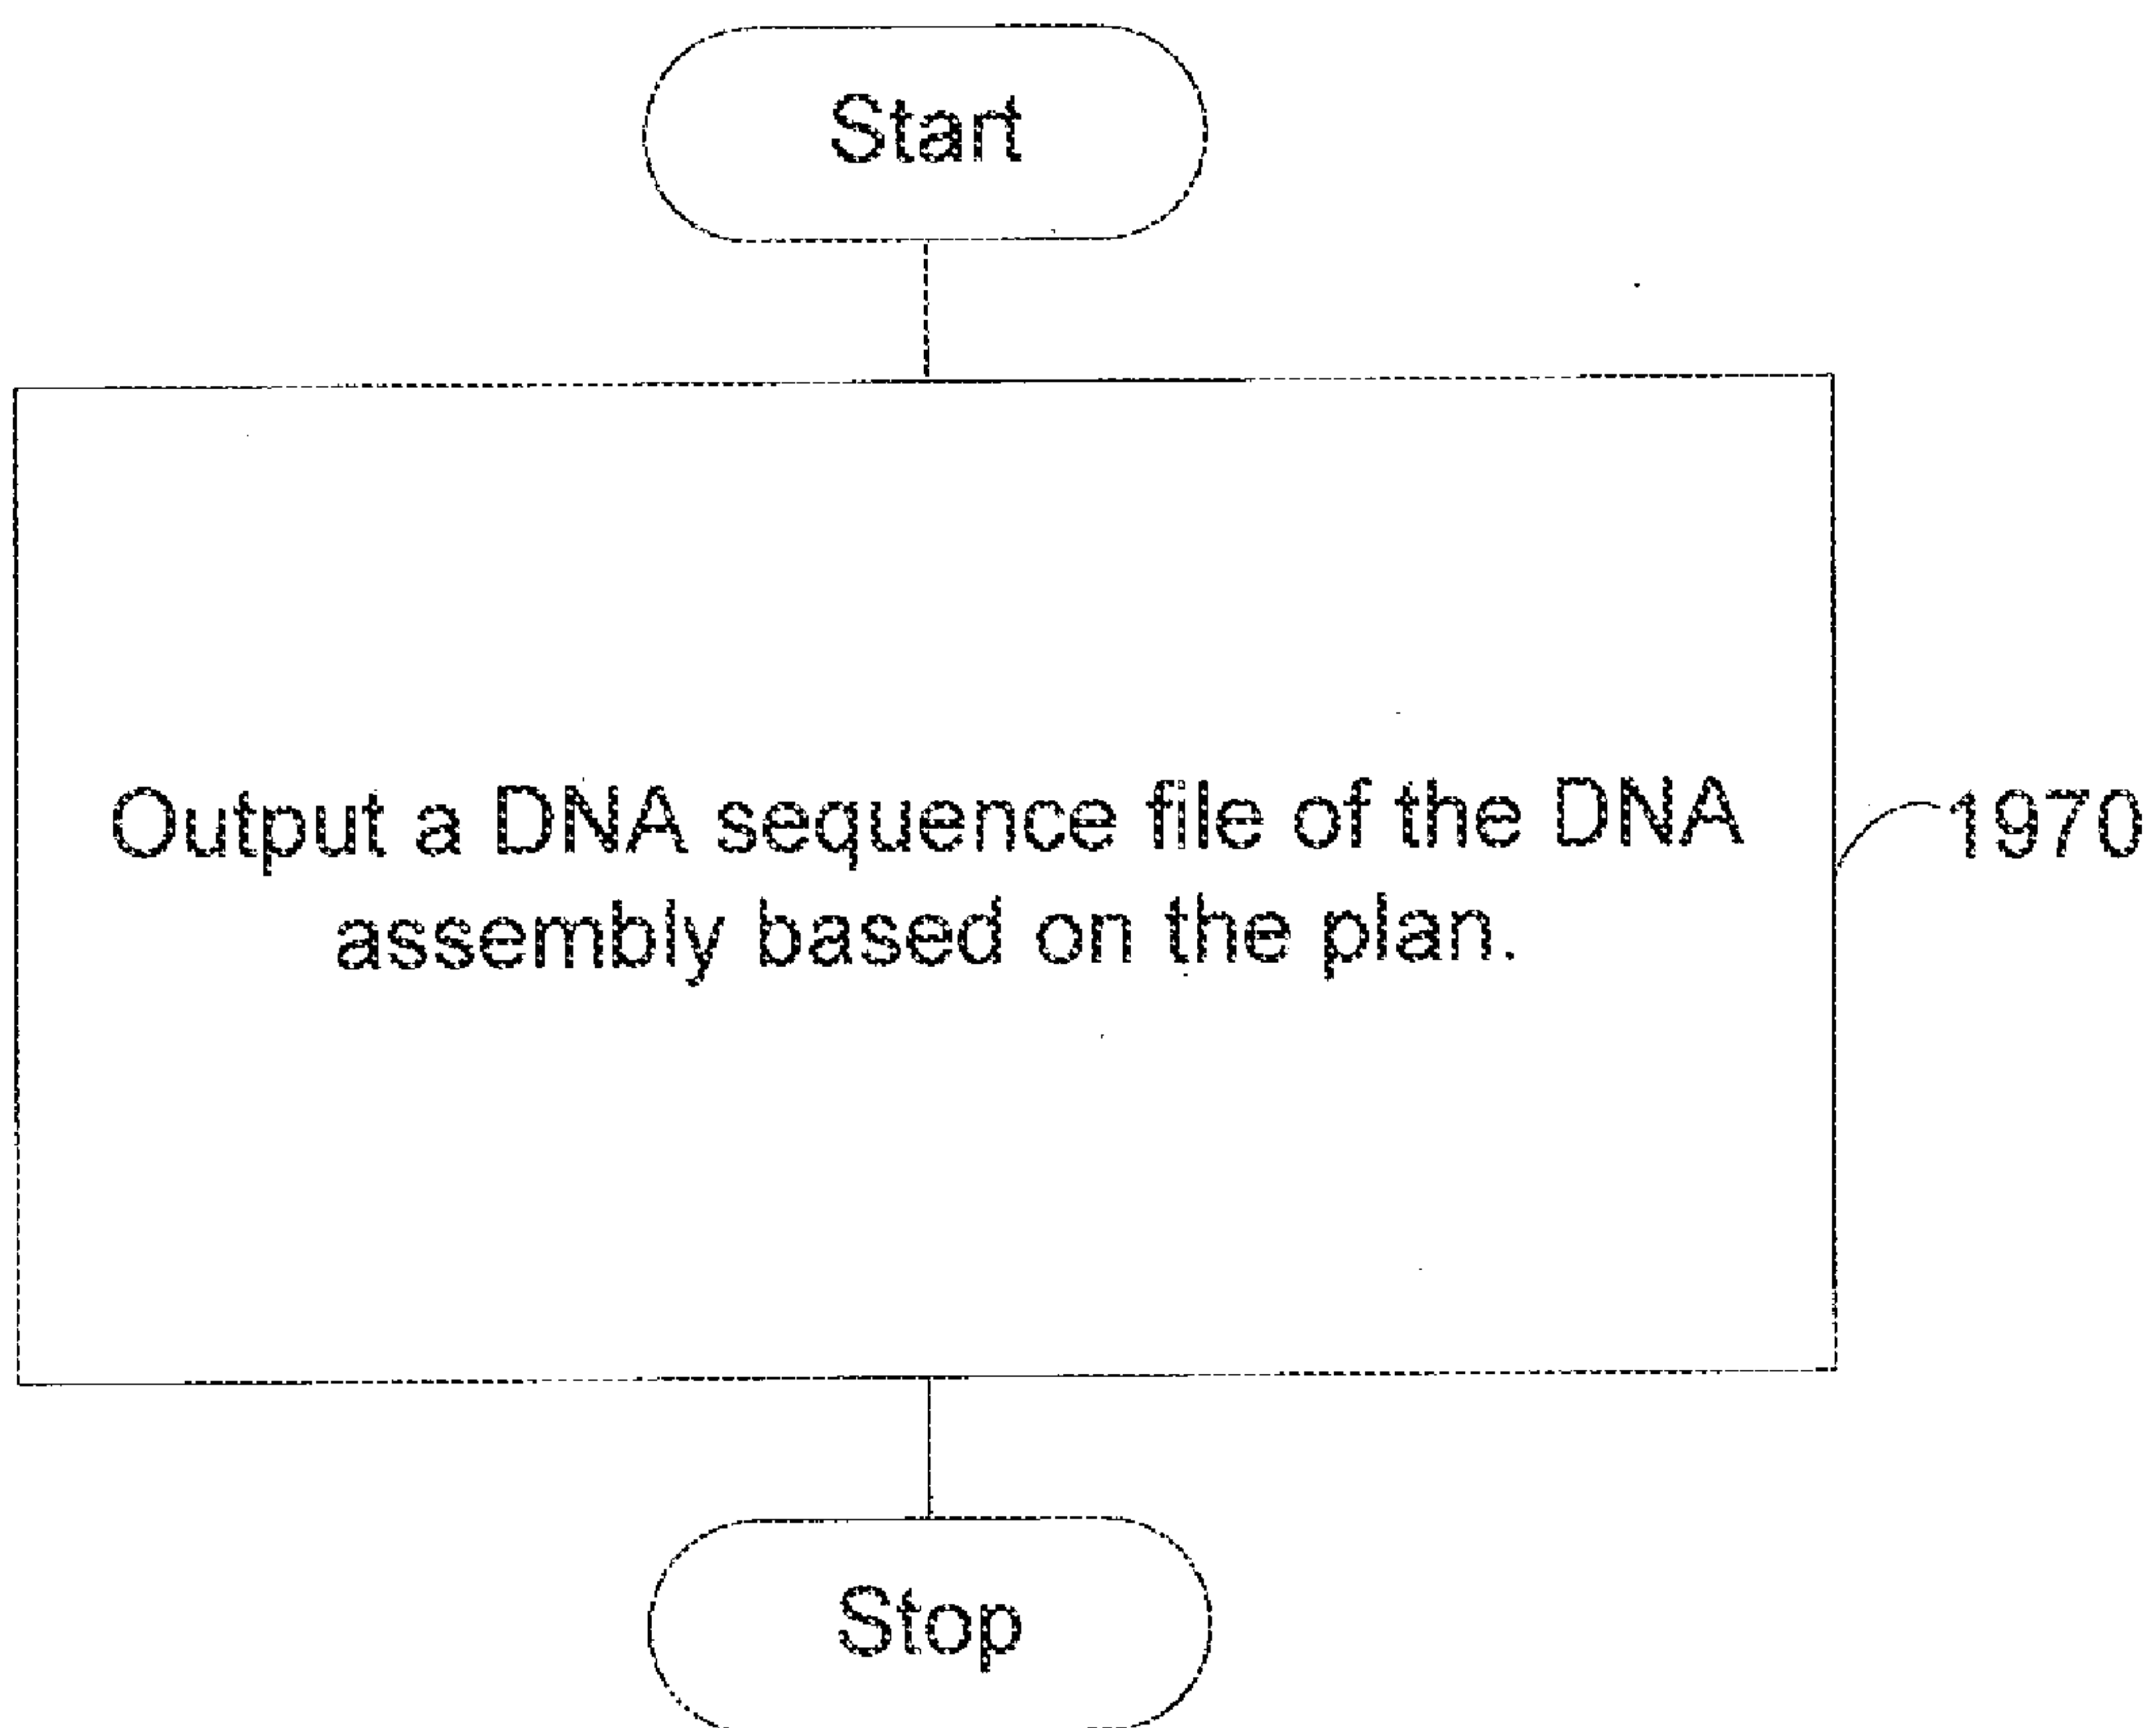 Start
Output a DNA sequence file of the DNA
assembly based on the plan.
1970
Stop